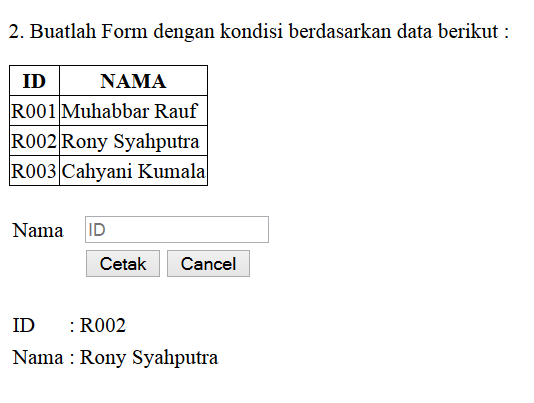 2. Buatlah Form dengan kondisi berdasarkan data berikut :
ID NAMA
R001 Muhabbar Rauf
R002 Rony Syahputra
R003 Cahyani Kumala
Nama ID
Cetak Cancel
ID : R002
Nama : Rony Syahputra